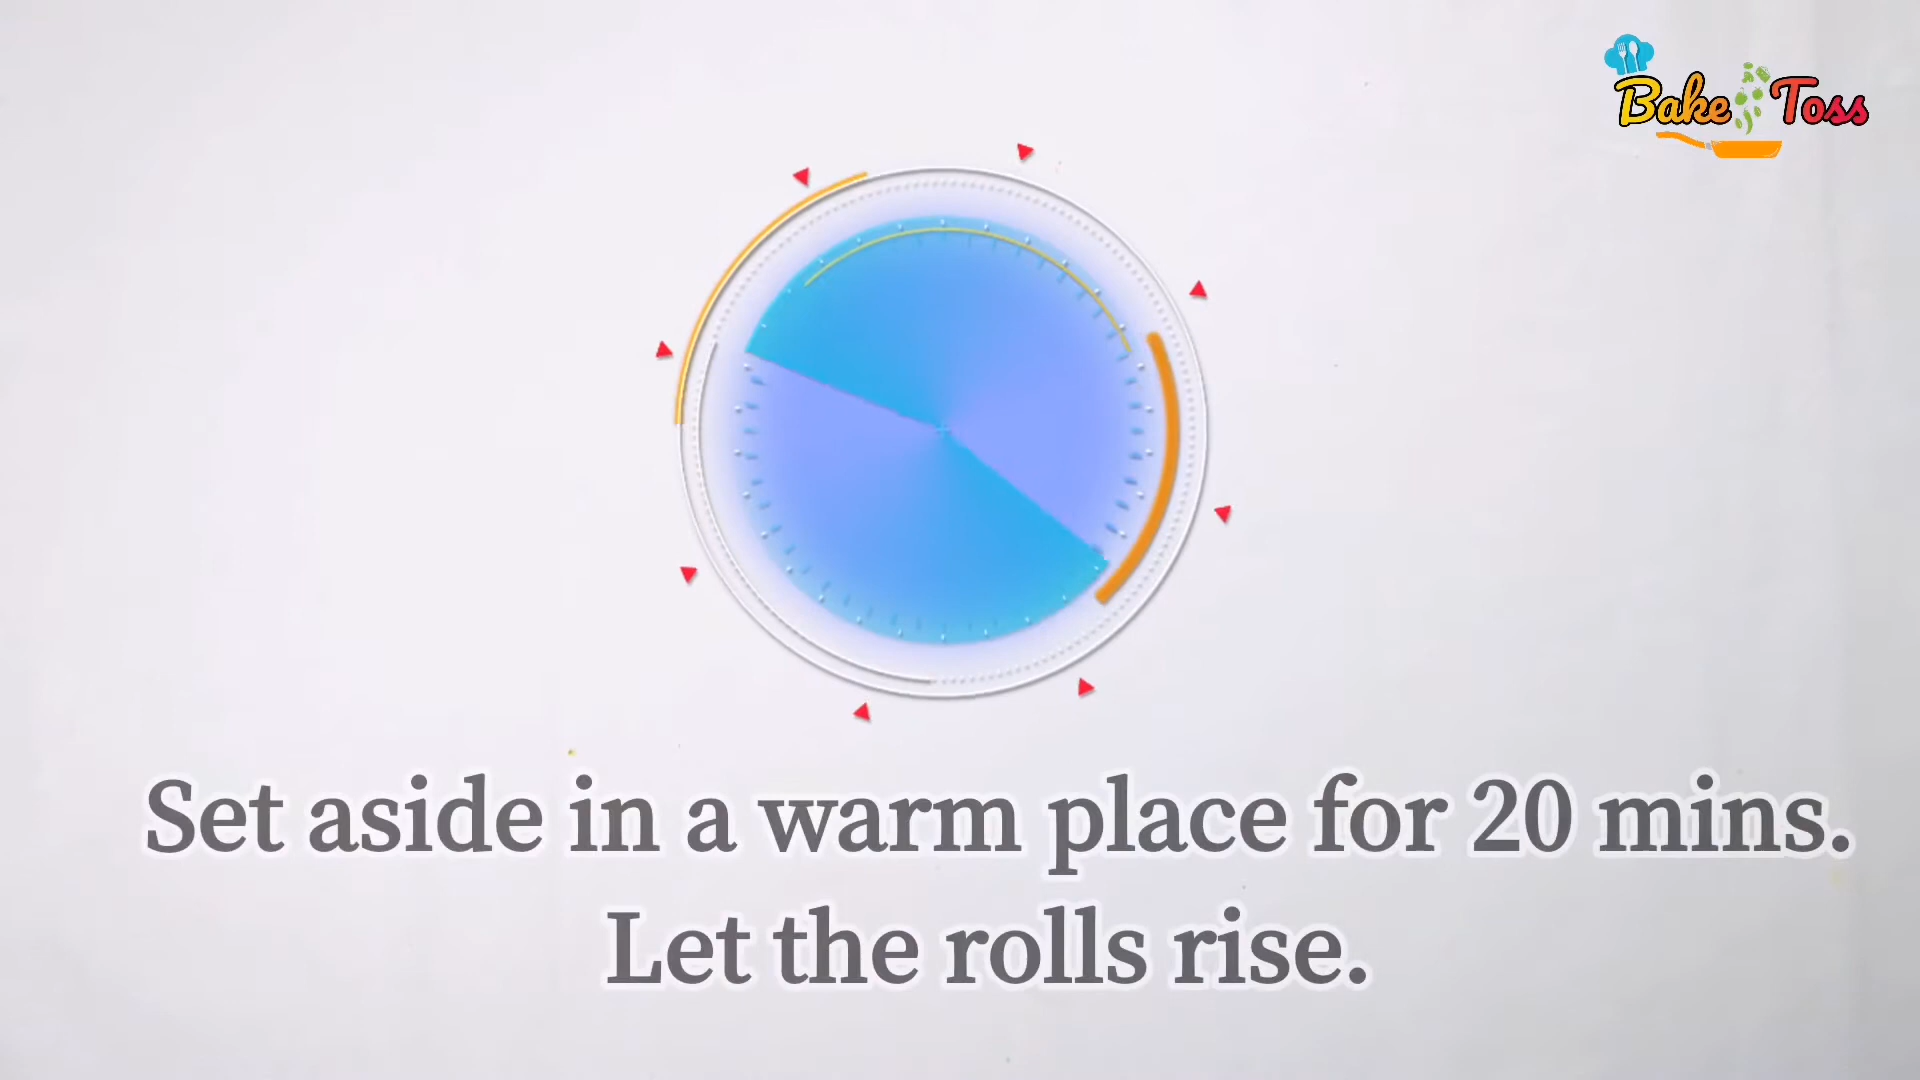 Bake Toss
Set aside in a warm place for 20 mins.
Let the rolls rise.